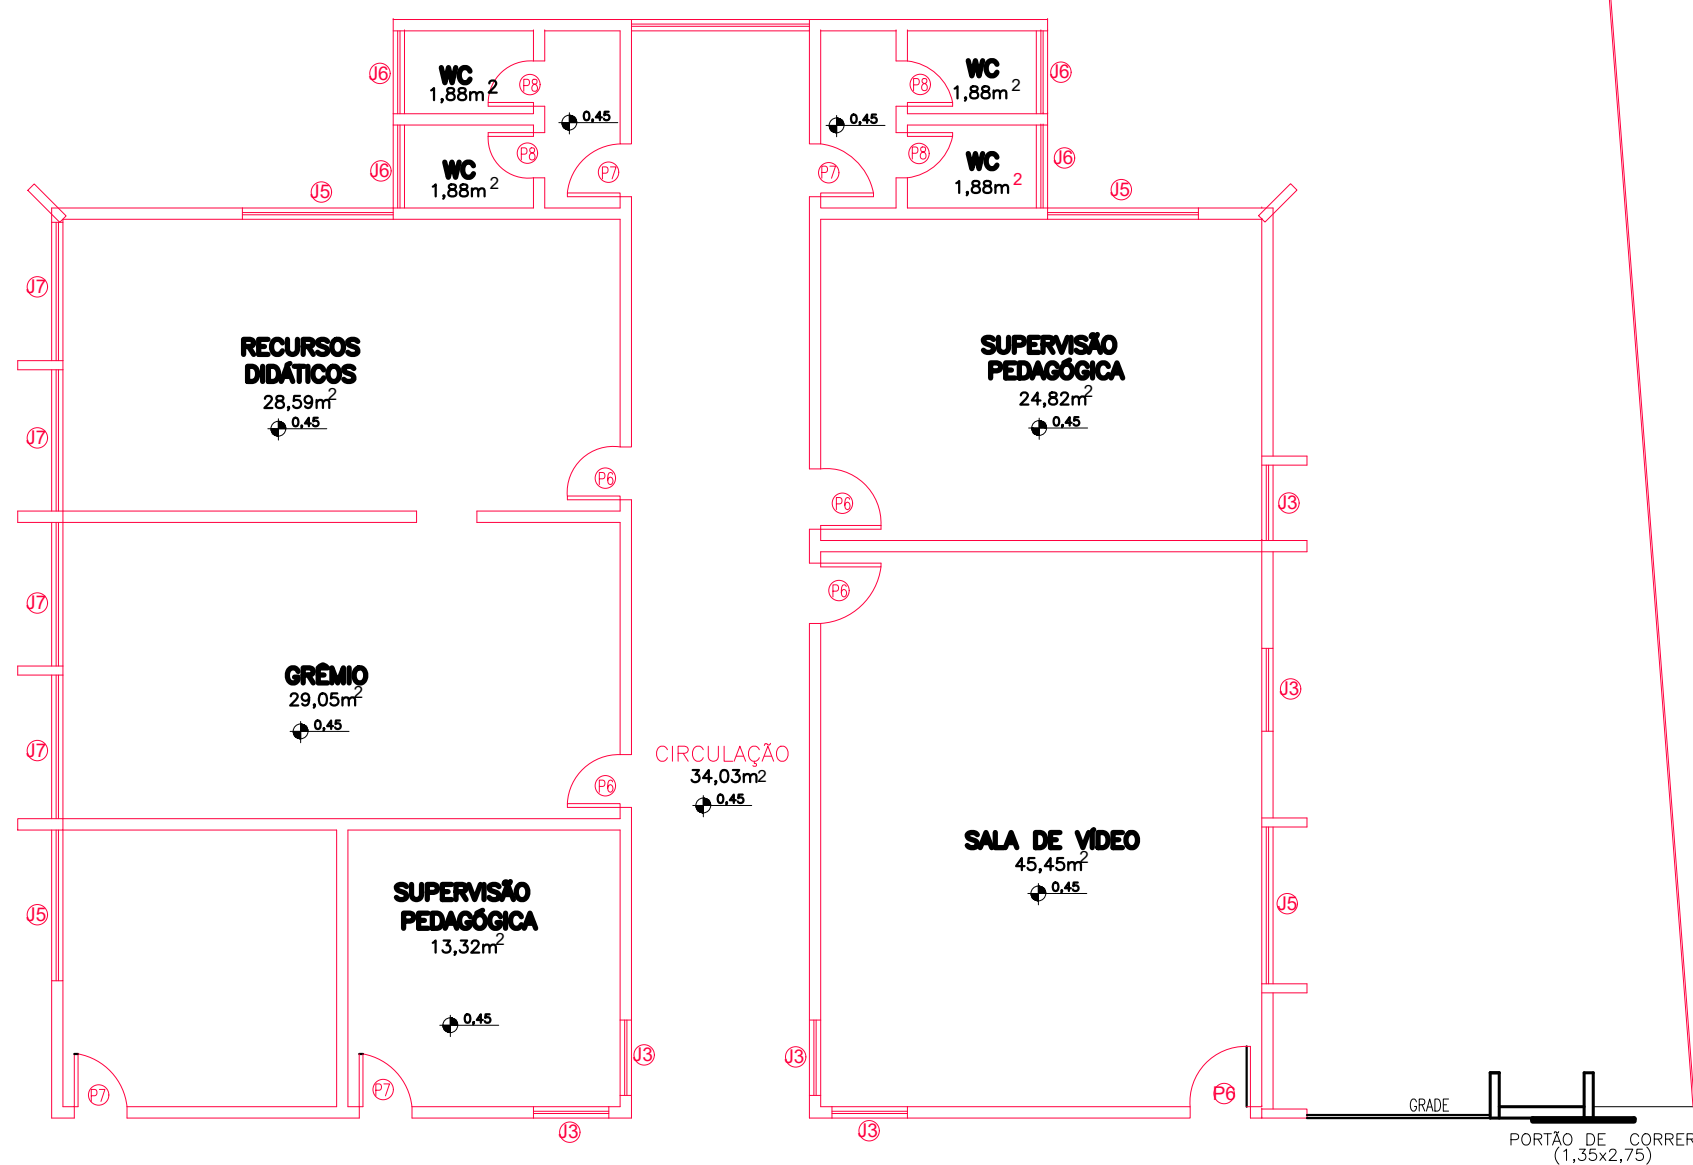 J6
WC
1,88m2
P8
0,45
P8
WC
1,88m2
J6
0,45
J6
WC
1,88m2
P8
P7
P7
P8
WC
1,88m2
J6
J5
J5
J7
RECURSOS
DIDÁTICOS
28,59m2
0,45
SUPERVISÃO
PEDAGÓGICA
24,82m2
0,45
J7
P6
P6
J3
J7
P6
GRÊMIO
29,05m2
0,45
J3
J7
P6
CIRCULAÇÃO
34,03m2
0,45
SALA DE VÍDEO
45,45m2
0,45
J5
SUPERVISÃO
PEDAGÓGICA
13,32m2
0,45
J5
J3
J3
P7
P7
P6
J3
J3
GRADE
PORTÃO DE CORRER
(1,35x2,75)